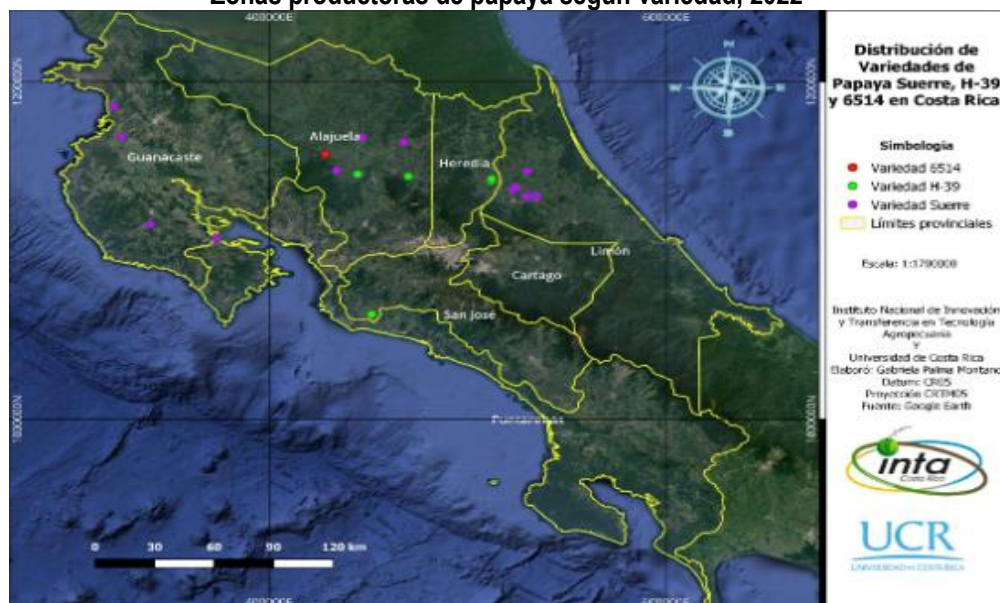 Zonas productoras de papaya según variedad, 2022
400000E
600000E
1200000N
1200000N
N
W
E
S
Alajuela
Guanacaste
Heredia
Limón
Cartago
San José
Puntarenas
1000000N
1000000N
0 30 60 90 120 km
400000E
600000E
Distribución de
Variedades de
Papaya Suerre, H-39
y 6514 en Costa Rica
Simbología
Variedad 6514
Variedad H-39
Variedad Suerre
Límites provinciales
Escala: 1:1700000
Instituto Nacional de Innovación
y Transferencia en Tecnología
Agropecuaria
Y
Universidad de Costa Rica
Elaboró: Gabriela Palma Montano
Datum: CR05
Proyección CRTM05
Fuente: Google Earth
inta
Costa Rica
UCR
UNIVERSIDAD DE COSTA RICA